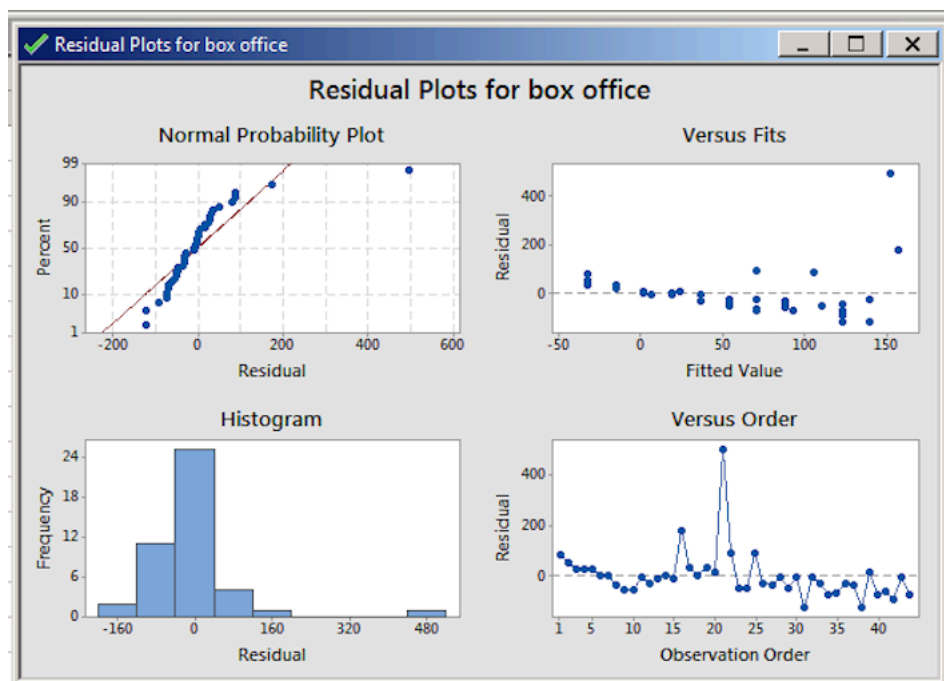 Residual Plots for box office
Residual Plots for box office
Normal Probability Plot
99
90
50
10
1
Percent
-200 0 200 400 600
Residual
Versus Fits
400
200
0
Residual
-50 0 50 100 150
Fitted Value
Histogram
24
18
12
6
0
Frequency
-160 0 160 320 480
Residual
Versus Order
400
200
0
Residual
1 5 10 15 20 25 30 35 40
Observation Order